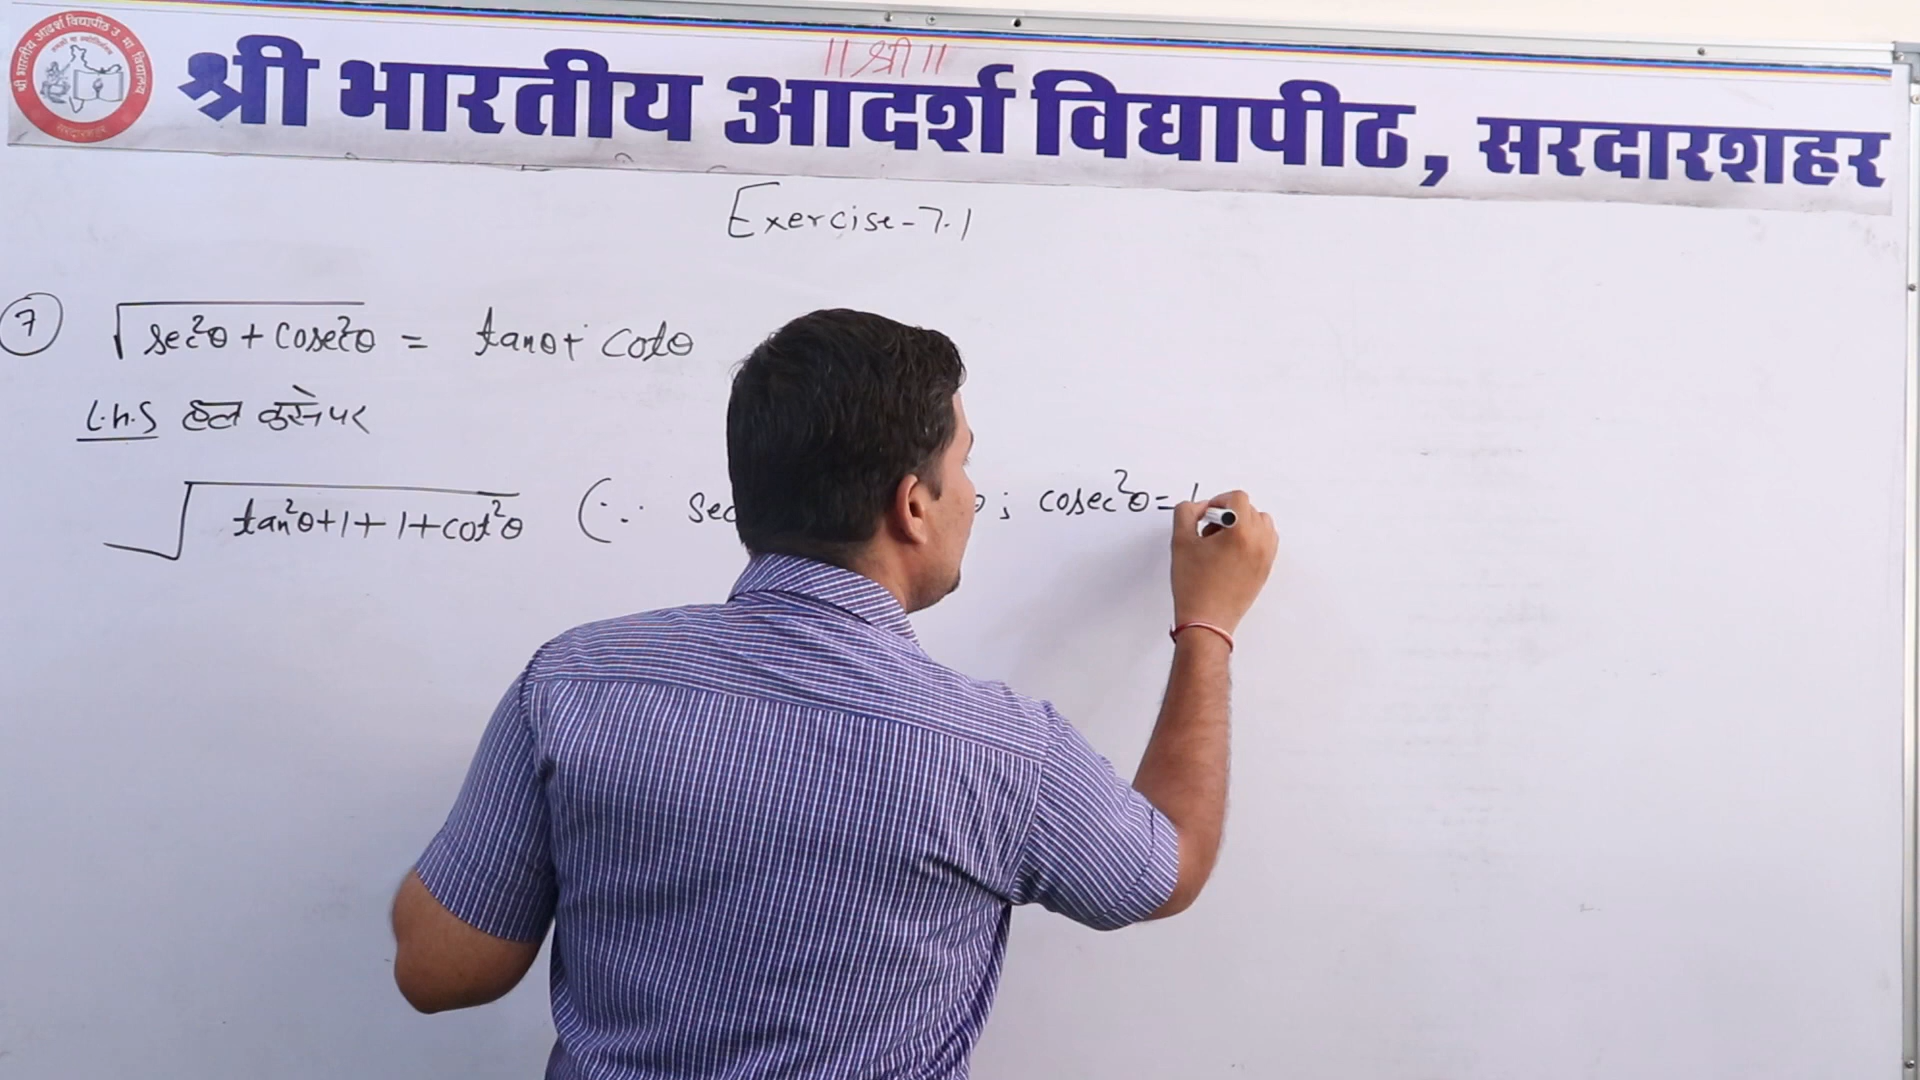 ॥ श्री ॥
श्री भारतीय आदर्श विद्यापीठ, सरदारशहर
Exercise-7.1
7 √sec²θ + cosec²θ = tanθ + cotθ
L.h.S हल करने पर
√tan²θ+1+1+cot²θ (∵ sec θ ; cosec²θ = 1